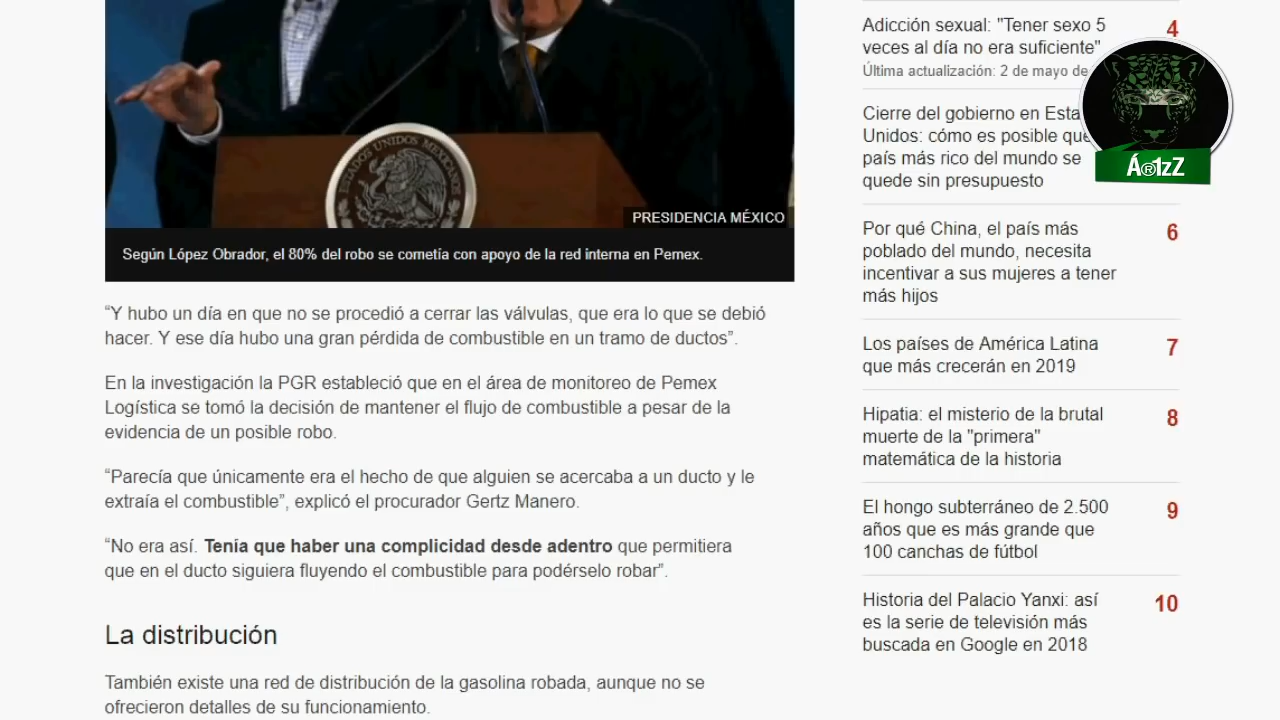 ESTADOS UNIDOS MEXICANOS
PRESIDENCIA MÉXICO
Según López Obrador, el 80% del robo se cometía con apoyo de la red interna en Pemex.
“Y hubo un día en que no se procedió a cerrar las válvulas, que era lo que se debió
hacer. Y ese día hubo una gran pérdida de combustible en un tramo de ductos”.
En la investigación la PGR estableció que en el área de monitoreo de Pemex
Logística se tomó la decisión de mantener el flujo de combustible a pesar de la
evidencia de un posible robo.
“Parecía que únicamente era el hecho de que alguien se acercaba a un ducto y le
extraía el combustible”, explicó el procurador Gertz Manero.
“No era así. Tenía que haber una complicidad desde adentro que permitiera
que en el ducto siguiera fluyendo el combustible para podérselo robar”.
La distribución
También existe una red de distribución de la gasolina robada, aunque no se
ofrecieron detalles de su funcionamiento.
Adicción sexual: "Tener sexo 5 4
veces al día no era suficiente"
Última actualización: 2 de mayo de
Cierre del gobierno en Esta
Unidos: cómo es posible que
país más rico del mundo se
quede sin presupuesto
Á®1zZ
Por qué China, el país más 6
poblado del mundo, necesita
incentivar a sus mujeres a tener
más hijos
Los países de América Latina 7
que más crecerán en 2019
Hipatia: el misterio de la brutal 8
muerte de la "primera"
matemática de la historia
El hongo subterráneo de 2.500 9
años que es más grande que
100 canchas de fútbol
Historia del Palacio Yanxi: así 10
es la serie de televisión más
buscada en Google en 2018